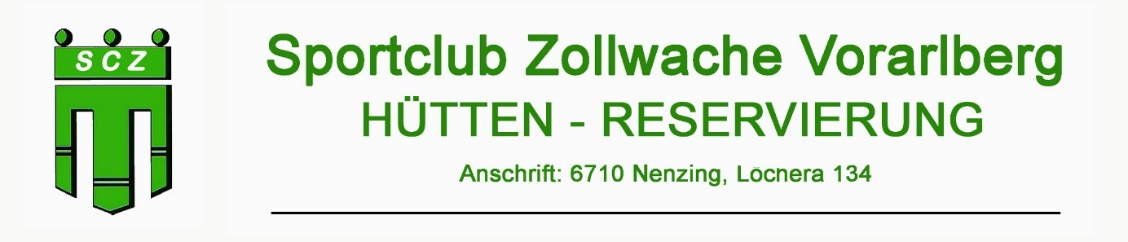 SCZ
Sportclub Zollwache Vorarlberg
HÜTTEN - RESERVIERUNG
Anschrift: 6710 Nenzing, Löcnera 134